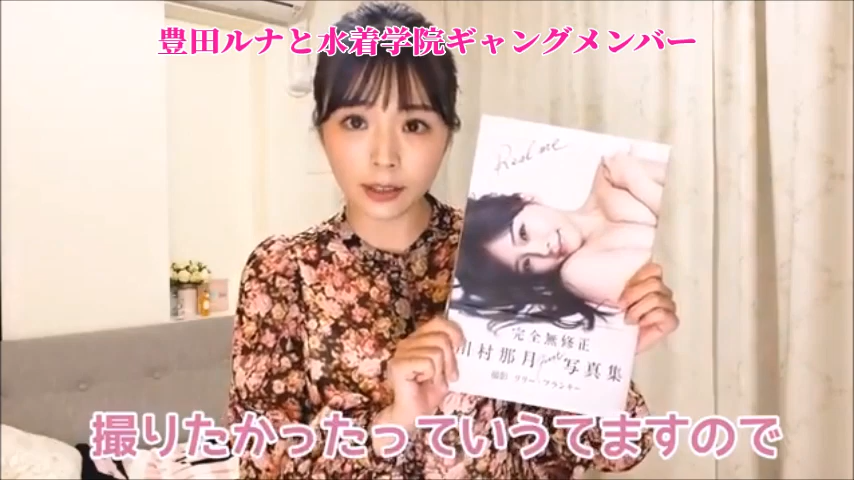 豊田ルナと水着学院ギャングメンバー
Real me
完全無修正
川村那月 first 写真集
撮影 リリー・フランキー
撮りたかったっていうてますので